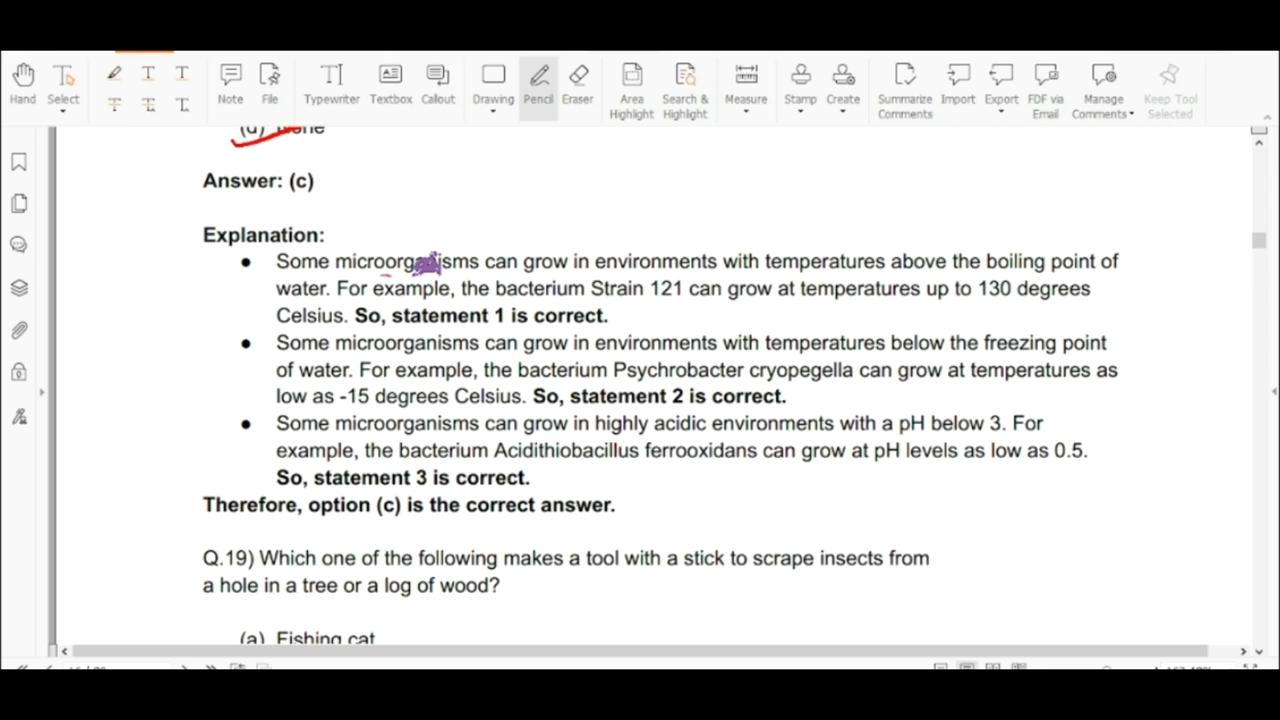 Hand
Select
Note
File
Typewriter
Textbox
Callout
Drawing
Pencil
Eraser
Area Highlight
Search & Highlight
Measure
Stamp
Create
Summarize Comments
Import
Export
FDF via Email
Manage Comments
Keep Tool Selected
(d) None
Answer: (c)
Explanation:
● Some microorganisms can grow in environments with temperatures above the boiling point of
water. For example, the bacterium Strain 121 can grow at temperatures up to 130 degrees
Celsius. So, statement 1 is correct.
● Some microorganisms can grow in environments with temperatures below the freezing point
of water. For example, the bacterium Psychrobacter cryopegella can grow at temperatures as
low as -15 degrees Celsius. So, statement 2 is correct.
● Some microorganisms can grow in highly acidic environments with a pH below 3. For
example, the bacterium Acidithiobacillus ferrooxidans can grow at pH levels as low as 0.5.
So, statement 3 is correct.
Therefore, option (c) is the correct answer.
Q.19) Which one of the following makes a tool with a stick to scrape insects from
a hole in a tree or a log of wood?
(a) Fishing cat